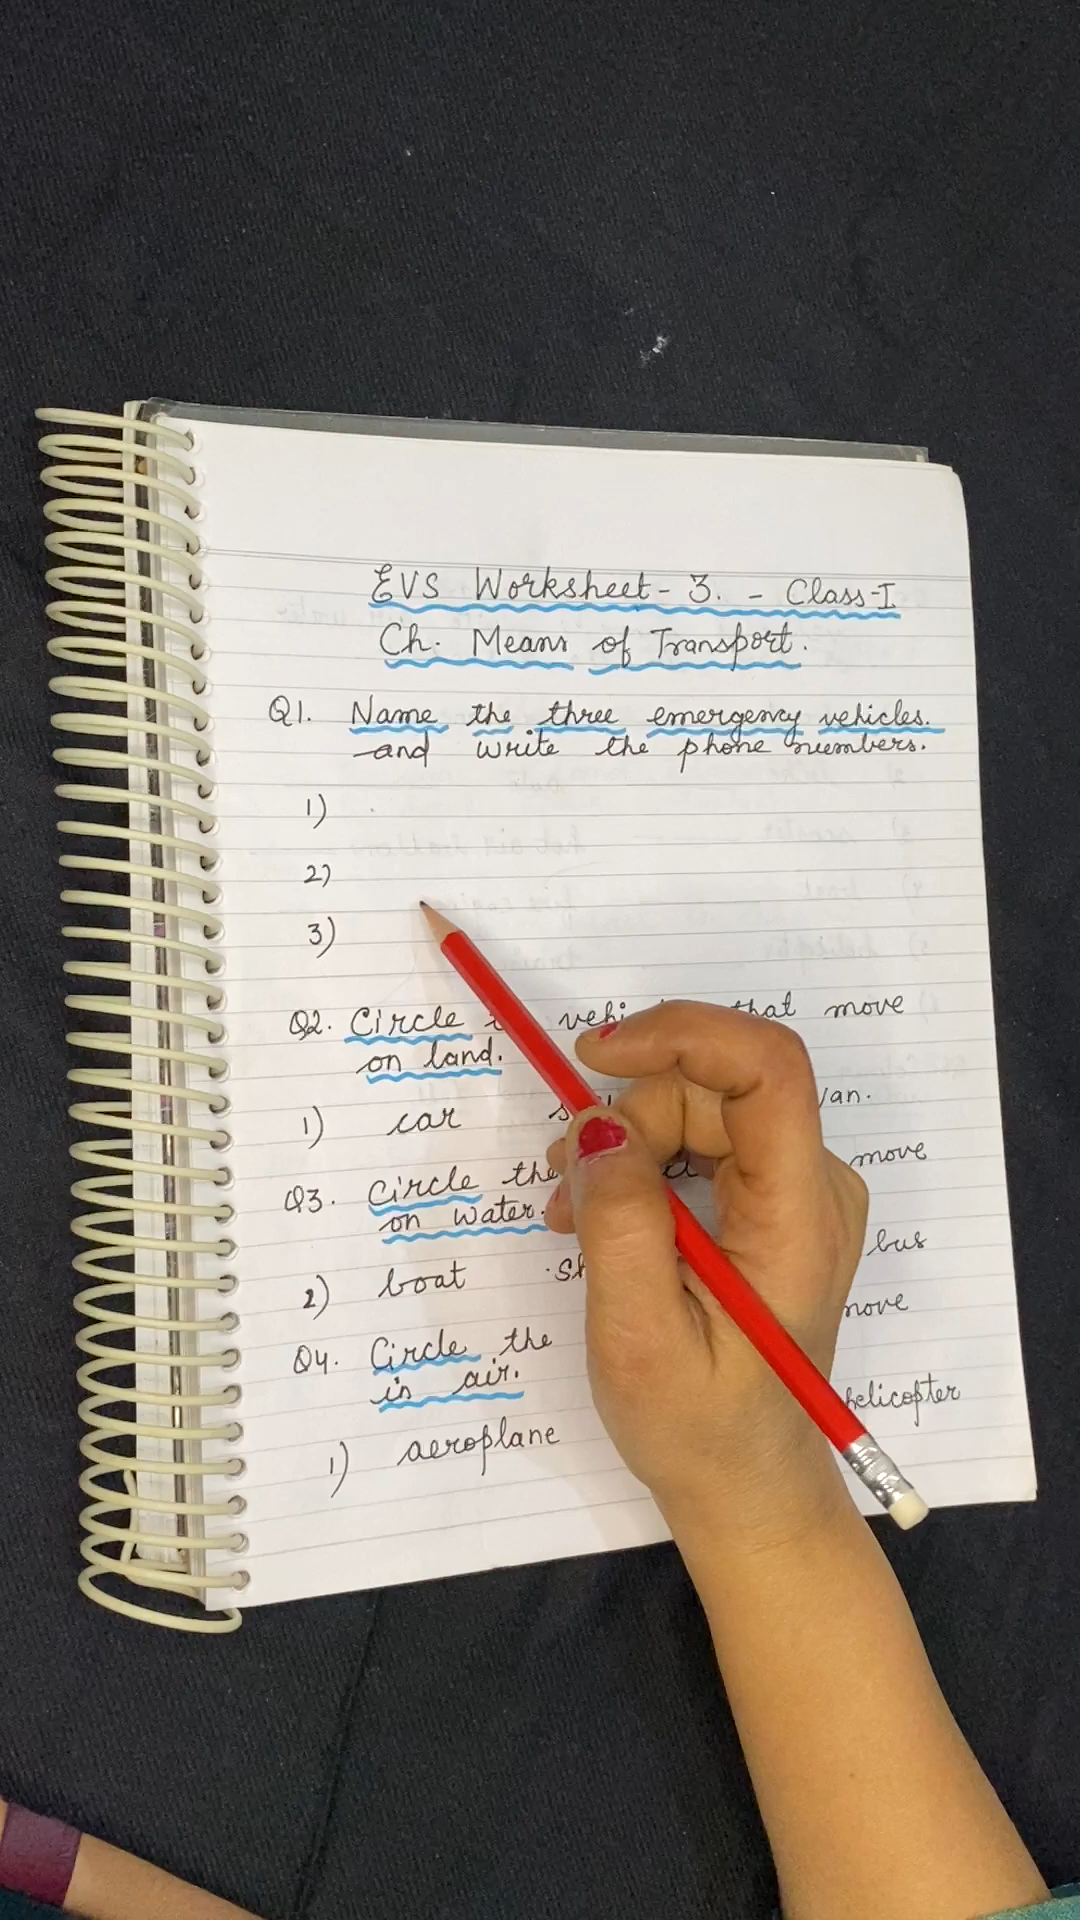 EVS Worksheet - 3. - Class-I
Ch. Means of Transport.
Q1. Name the three emergency vehicles.
and write the phone numbers.
1)
2)
3)
Q2. Circle that move
on land.
1) car van.
Q3. Circle the move
on water.
2) boat bus
Q4. Circle the move
in air.
1) aeroplane helicopter